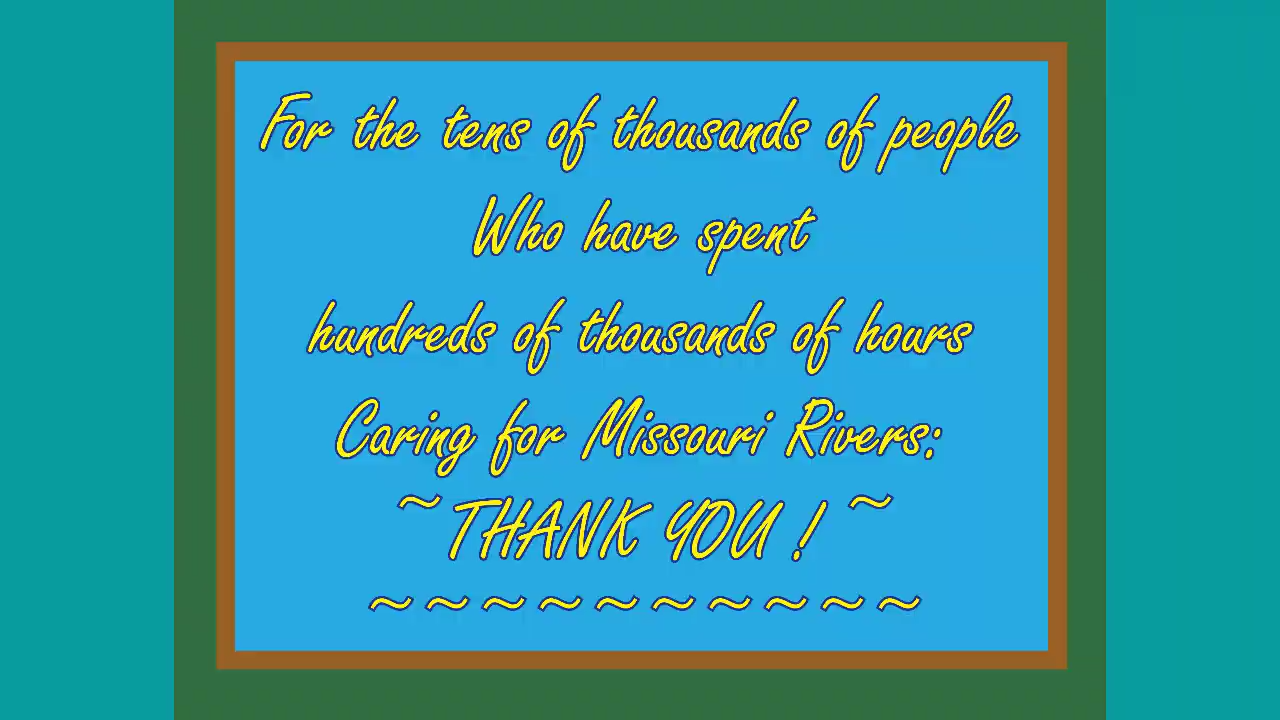 For the tens of thousands of people
Who have spent
hundreds of thousands of hours
Caring for Missouri Rivers:
~ THANK YOU ! ~
~ ~ ~ ~ ~ ~ ~ ~ ~ ~